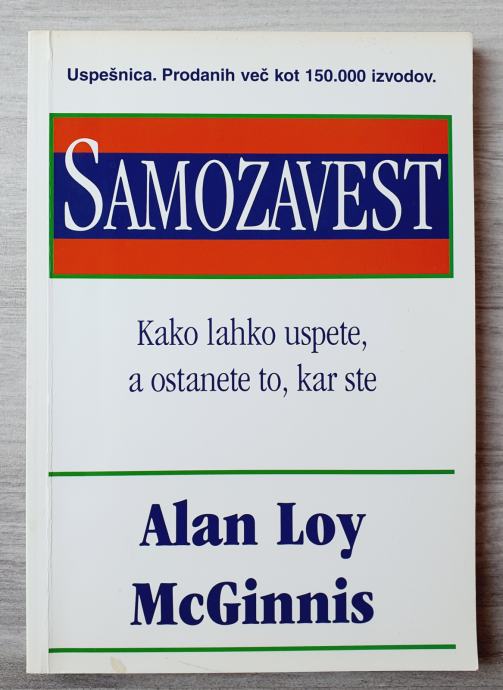 Uspešnica. Prodanih več kot 150.000 izvodov.
SAMOZAVEST
Kako lahko uspete,
a ostanete to, kar ste
Alan Loy
McGinnis